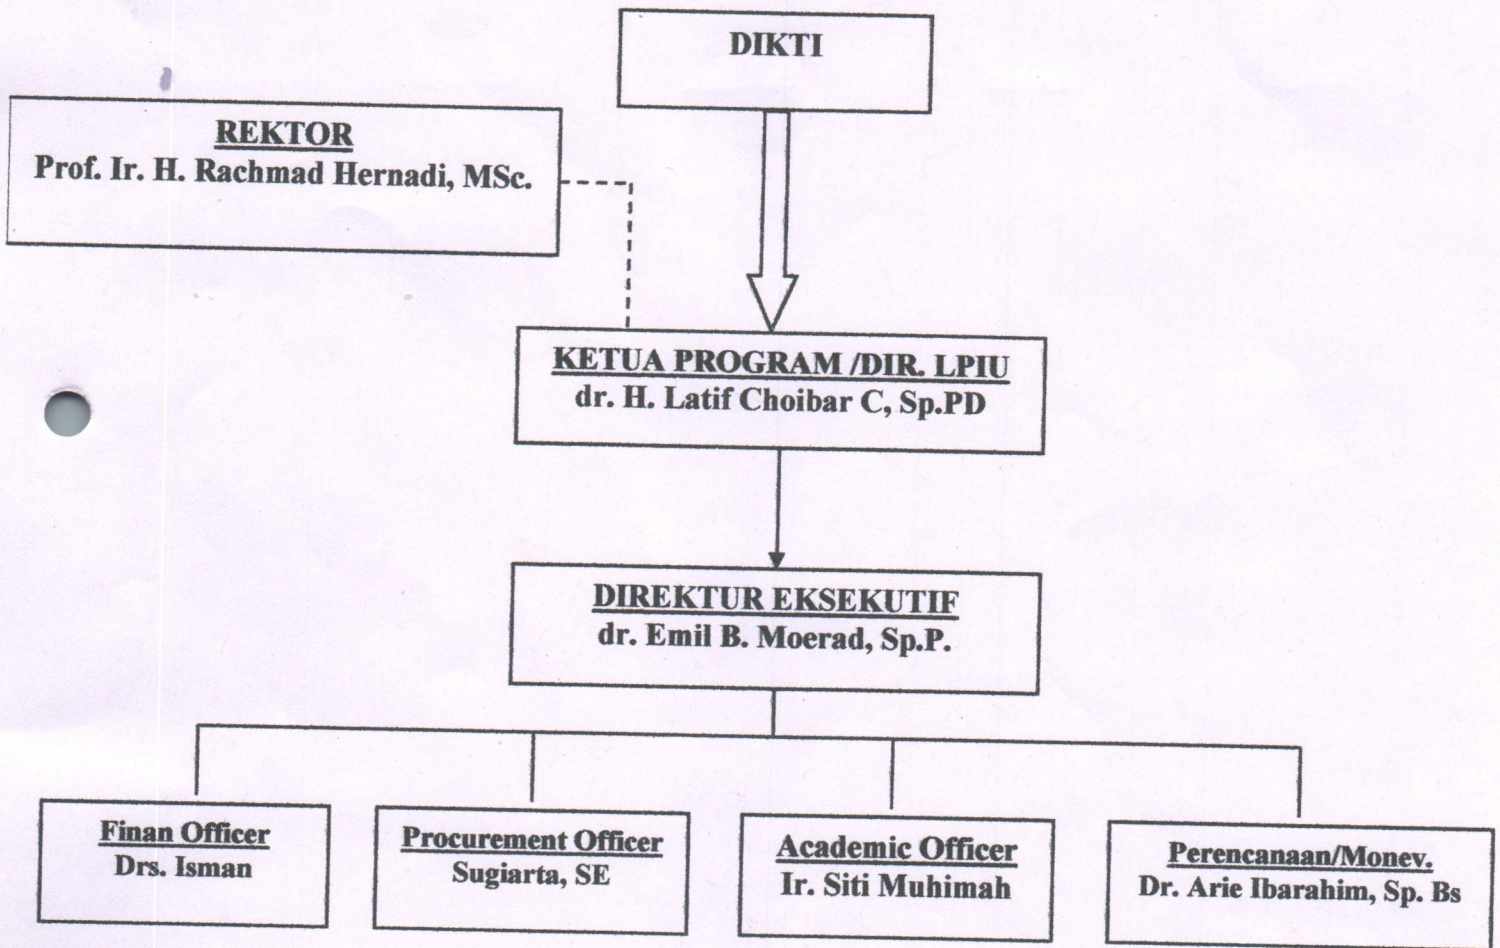 DIKTI
REKTOR
Prof. Ir. H. Rachmad Hernadi, MSc.
KETUA PROGRAM /DIR. LPIU
dr. H. Latif Choibar C, Sp.PD
DIREKTUR EKSEKUTIF
dr. Emil B. Moerad, Sp.P.
Finan Officer
Drs. Isman
Procurement Officer
Sugiarta, SE
Academic Officer
Ir. Siti Muhimah
Perencanaan/Monev.
Dr. Arie Ibarahim, Sp. Bs